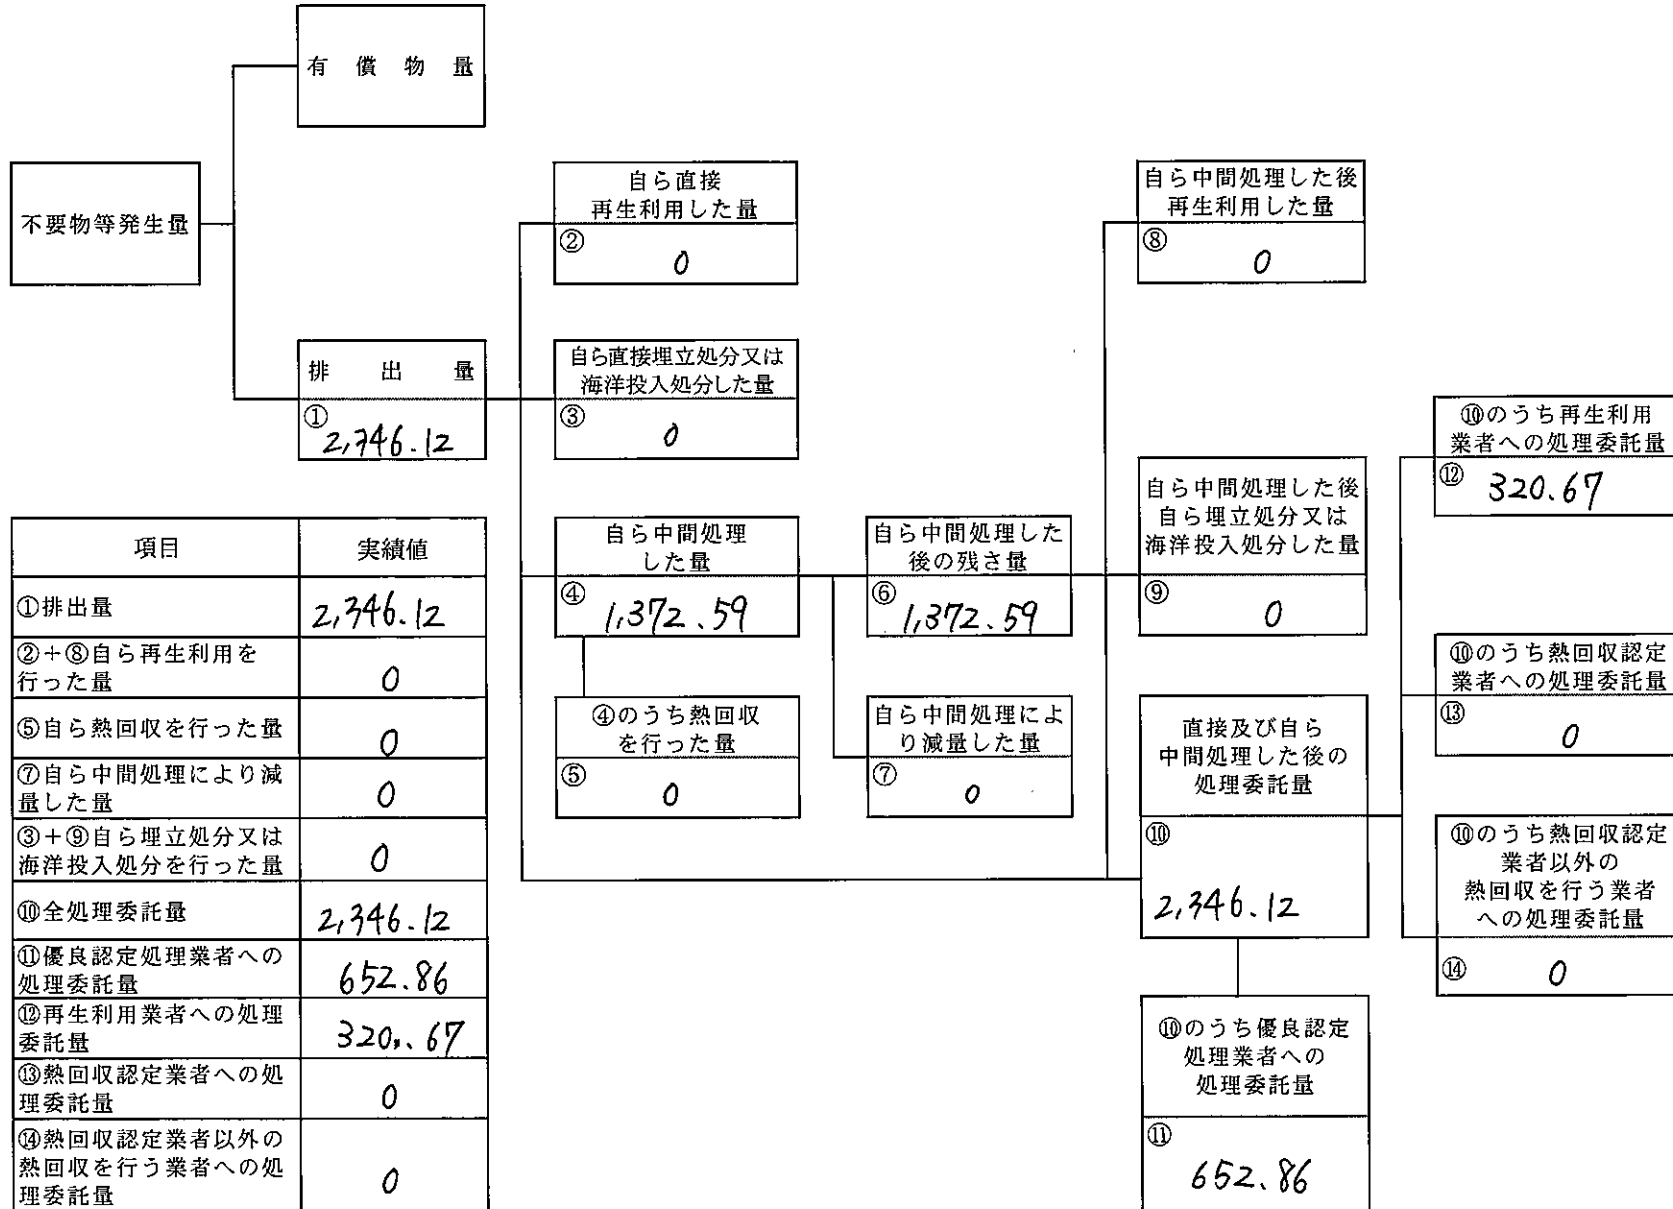 有償物量
不要物等発生量
排出量
①
2,746.12
自ら直接
再生利用した量
②
0
自ら直接埋立処分又は
海洋投入処分した量
③
0
自ら中間処理
した量
④
1,372.59
④のうち熱回収
を行った量
⑤
0
自ら中間処理した
後の残さ量
⑥
1,372.59
自ら中間処理によ
り減量した量
⑦
0
自ら中間処理した後
再生利用した量
⑧
0
自ら中間処理した後
自ら埋立処分又は
海洋投入処分した量
⑨
0
直接及び自ら
中間処理した後の
処理委託量
⑩
2,346.12
⑩のうち優良認定
処理業者への
処理委託量
⑪
652.86
⑩のうち再生利用
業者への処理委託量
⑫
320.67
⑩のうち熱回収認定
業者への処理委託量
⑬
0
⑩のうち熱回収認定
業者以外の
熱回収を行う業者
への処理委託量
⑭
0
項目 実績値
①排出量 2,346.12
②+⑧自ら再生利用を
行った量 0
⑤自ら熱回収を行った量 0
⑦自ら中間処理により減
量した量 0
③+⑨自ら埋立処分又は
海洋投入処分を行った量 0
⑩全処理委託量 2,346.12
⑪優良認定処理業者への
処理委託量 652.86
⑫再生利用業者への処理
委託量 320.67
⑬熱回収認定業者への処
理委託量 0
⑭熱回収認定業者以外の
熱回収を行う業者への処
理委託量 0